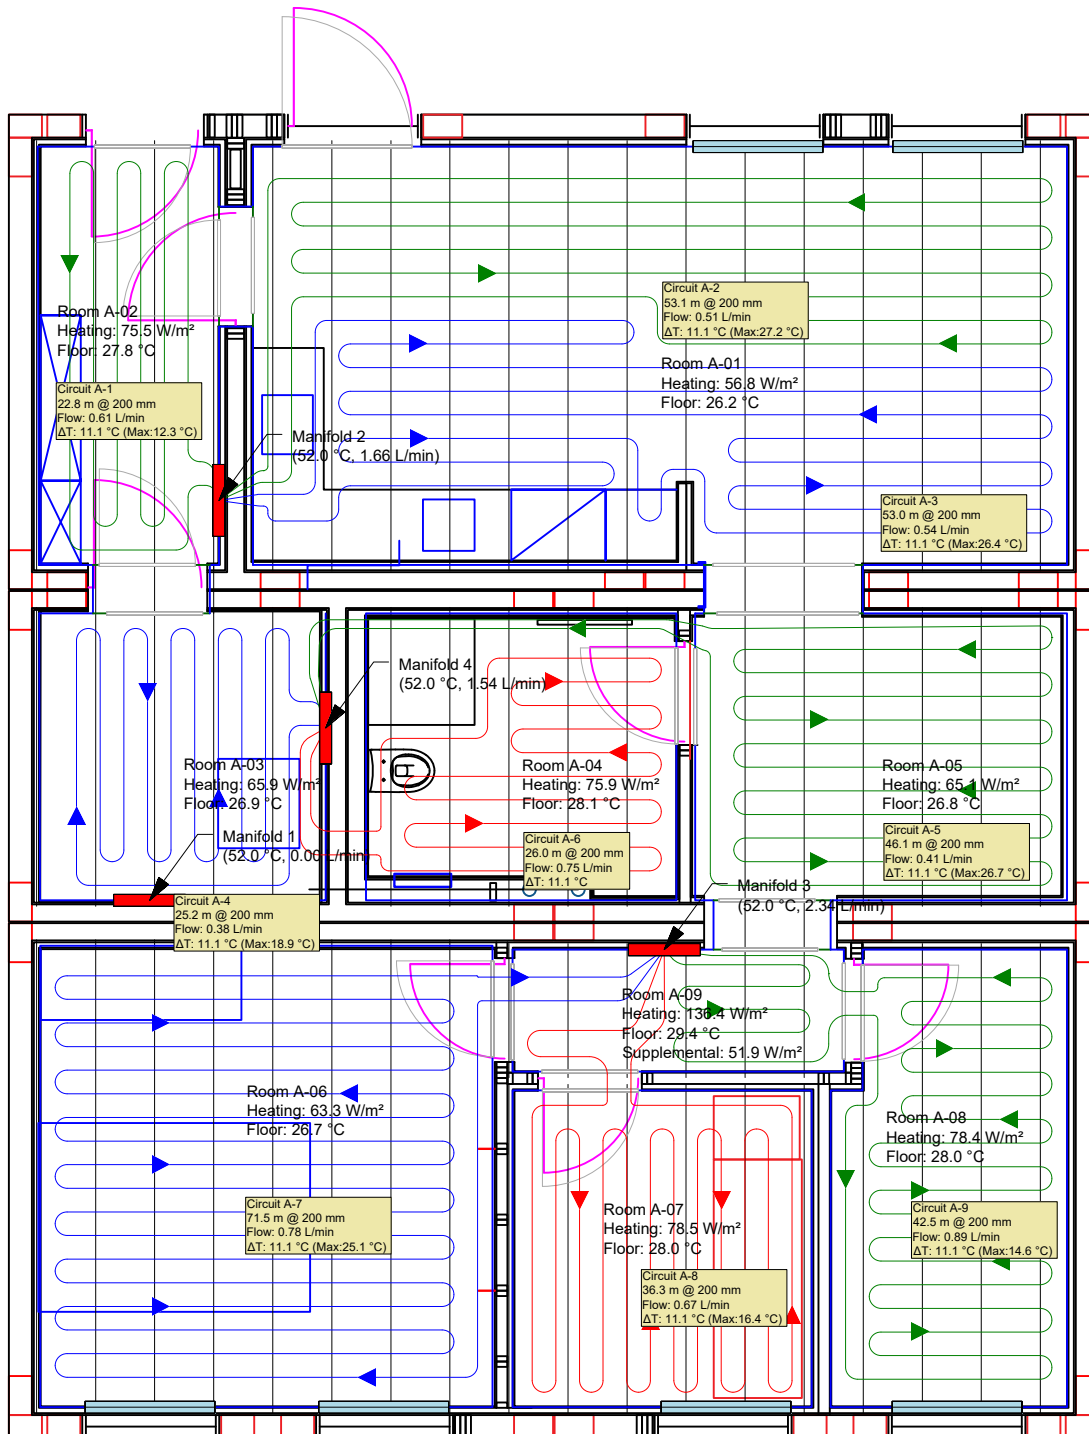 Circuit A-2
53.1 m @ 200 mm
Flow: 0.51 L/min
ΔT: 11.1 °C (Max:27.2 °C)
Room A-02
Heating: 75.5 W/m²
Floor: 27.8 °C
Room A-01
Heating: 56.8 W/m²
Floor: 26.2 °C
Circuit A-1
22.8 m @ 200 mm
Flow: 0.61 L/min
ΔT: 11.1 °C (Max:12.3 °C)
Manifold 2
(52.0 °C, 1.66 L/min)
Circuit A-3
53.0 m @ 200 mm
Flow: 0.54 L/min
ΔT: 11.1 °C (Max:26.4 °C)
Manifold 4
(52.0 °C, 1.54 L/min)
Room A-03
Heating: 65.9 W/m²
Floor: 26.9 °C
Room A-04
Heating: 75.9 W/m²
Floor: 28.1 °C
Room A-05
Heating: 65.1 W/m²
Floor: 26.8 °C
Manifold 1
(52.0 °C, 0.00 L/min)
Circuit A-6
26.0 m @ 200 mm
Flow: 0.75 L/min
ΔT: 11.1 °C
Circuit A-5
46.1 m @ 200 mm
Flow: 0.41 L/min
ΔT: 11.1 °C (Max:26.7 °C)
Manifold 3
(52.0 °C, 2.34 L/min)
Circuit A-4
25.2 m @ 200 mm
Flow: 0.38 L/min
ΔT: 11.1 °C (Max:18.9 °C)
Room A-09
Heating: 136.4 W/m²
Floor: 29.4 °C
Supplemental: 51.9 W/m²
Room A-06
Heating: 63.3 W/m²
Floor: 26.7 °C
Room A-08
Heating: 78.4 W/m²
Floor: 28.0 °C
Circuit A-7
71.5 m @ 200 mm
Flow: 0.78 L/min
ΔT: 11.1 °C (Max:25.1 °C)
Room A-07
Heating: 78.5 W/m²
Floor: 28.0 °C
Circuit A-9
42.5 m @ 200 mm
Flow: 0.89 L/min
ΔT: 11.1 °C (Max:14.6 °C)
Circuit A-8
36.3 m @ 200 mm
Flow: 0.67 L/min
ΔT: 11.1 °C (Max:16.4 °C)